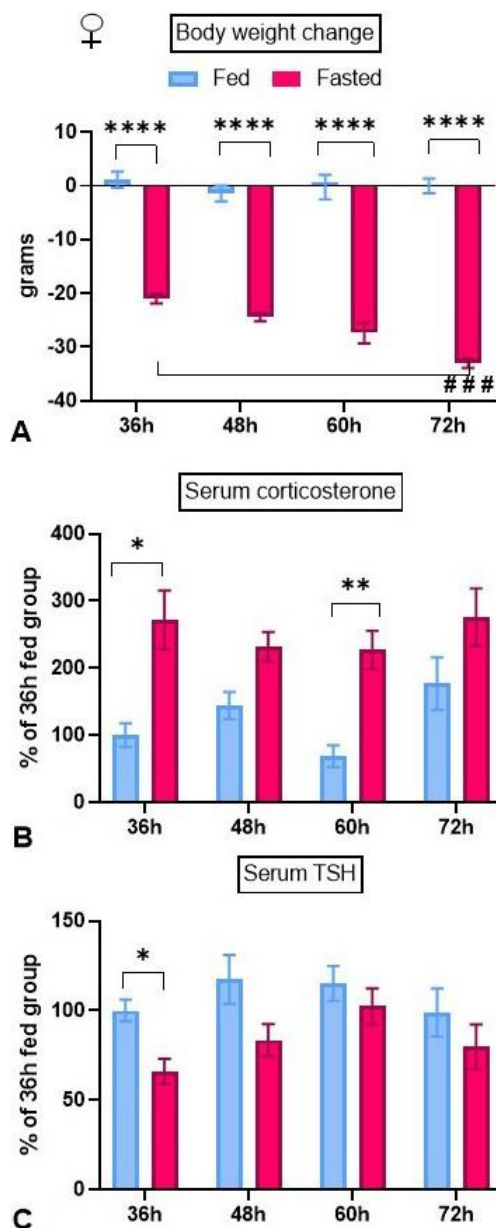 ♀ Body weight change
Fed Fasted
**** **** **** ****
10
0
-10
-20
-30
-40
grams
###
36h 48h 60h 72h
A
Serum corticosterone
400
300
200
100
0
% of 36h fed group
* **
36h 48h 60h 72h
B
Serum TSH
150
100
50
0
% of 36h fed group
*
36h 48h 60h 72h
C